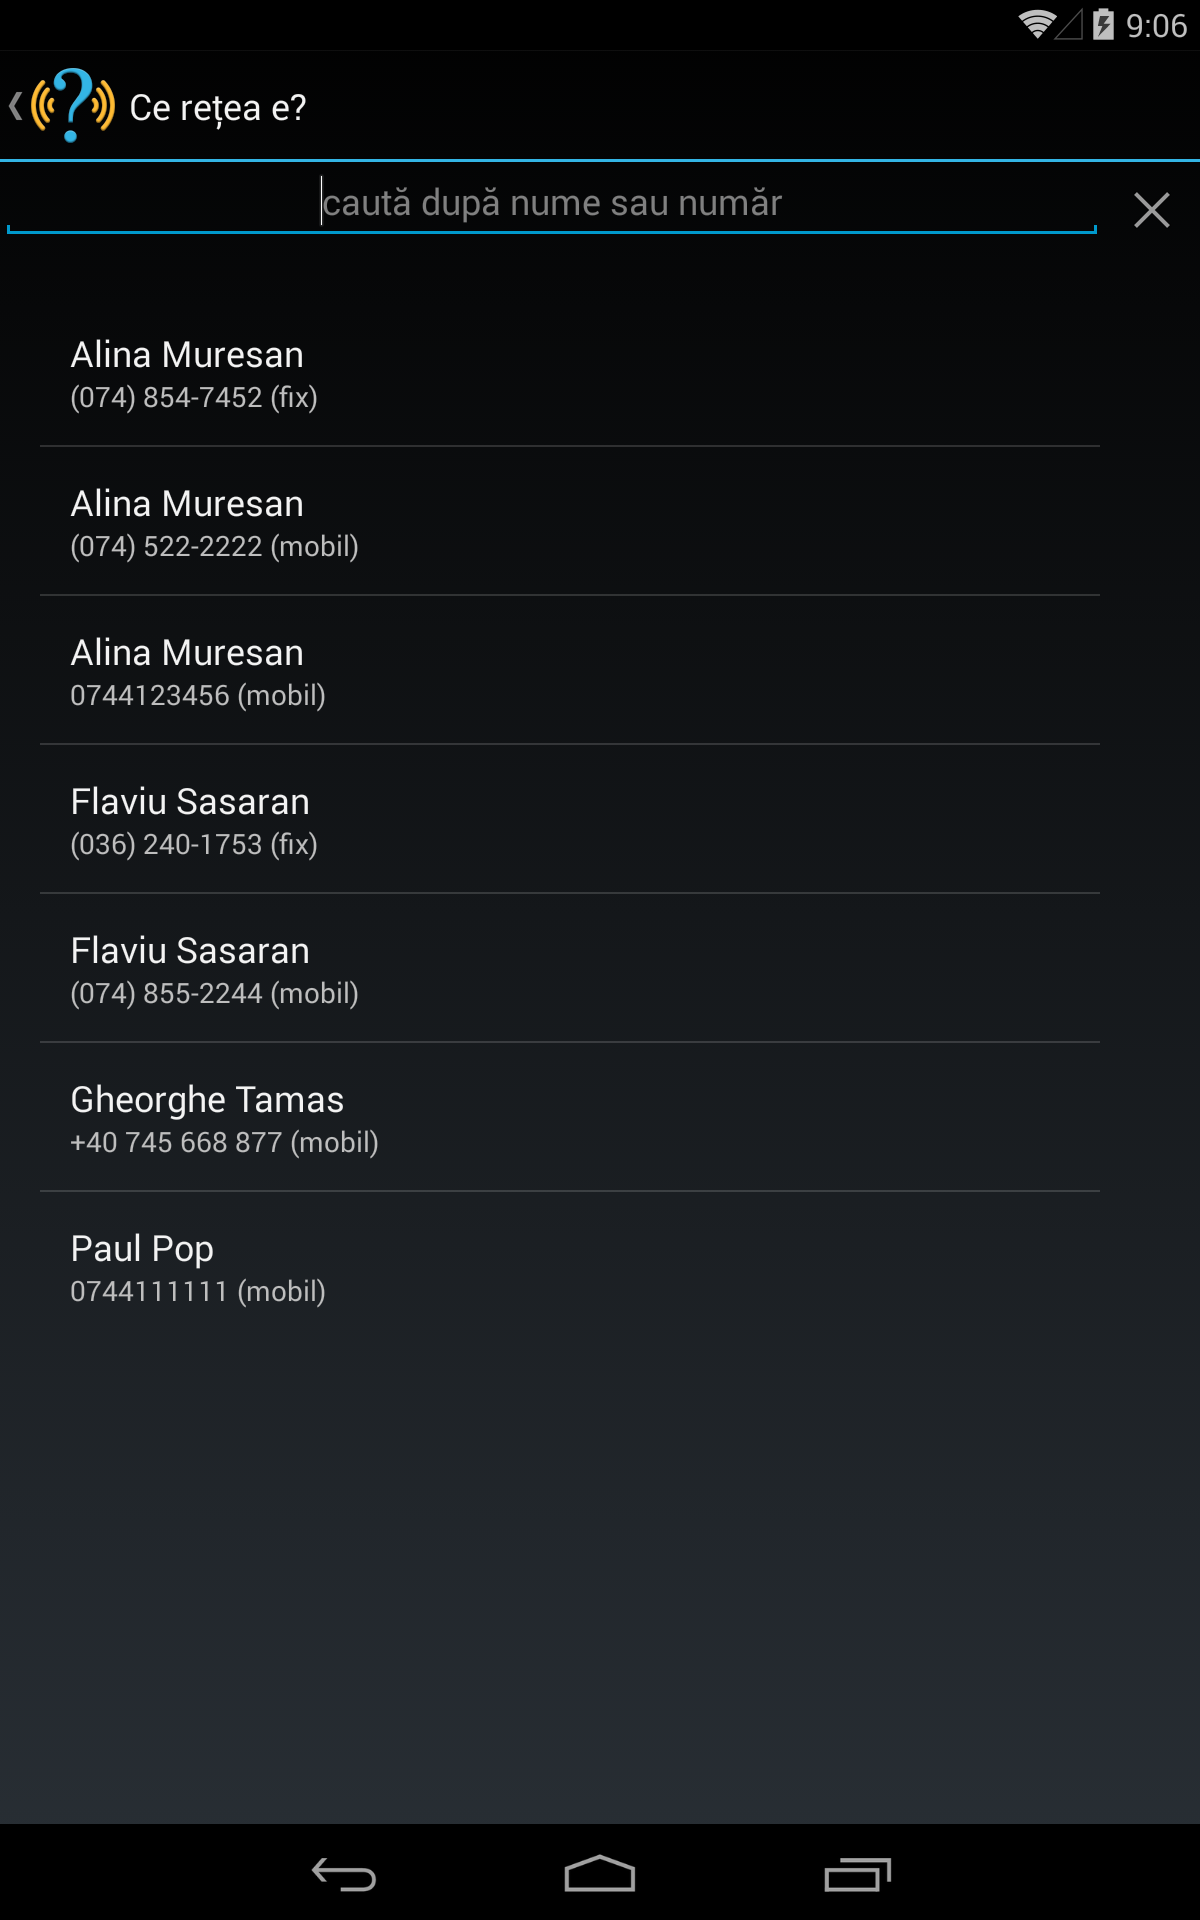 9:06
Ce rețea e?
caută după nume sau număr
Alina Muresan
(074) 854-7452 (fix)
Alina Muresan
(074) 522-2222 (mobil)
Alina Muresan
0744123456 (mobil)
Flaviu Sasaran
(036) 240-1753 (fix)
Flaviu Sasaran
(074) 855-2244 (mobil)
Gheorghe Tamas
+40 745 668 877 (mobil)
Paul Pop
0744111111 (mobil)